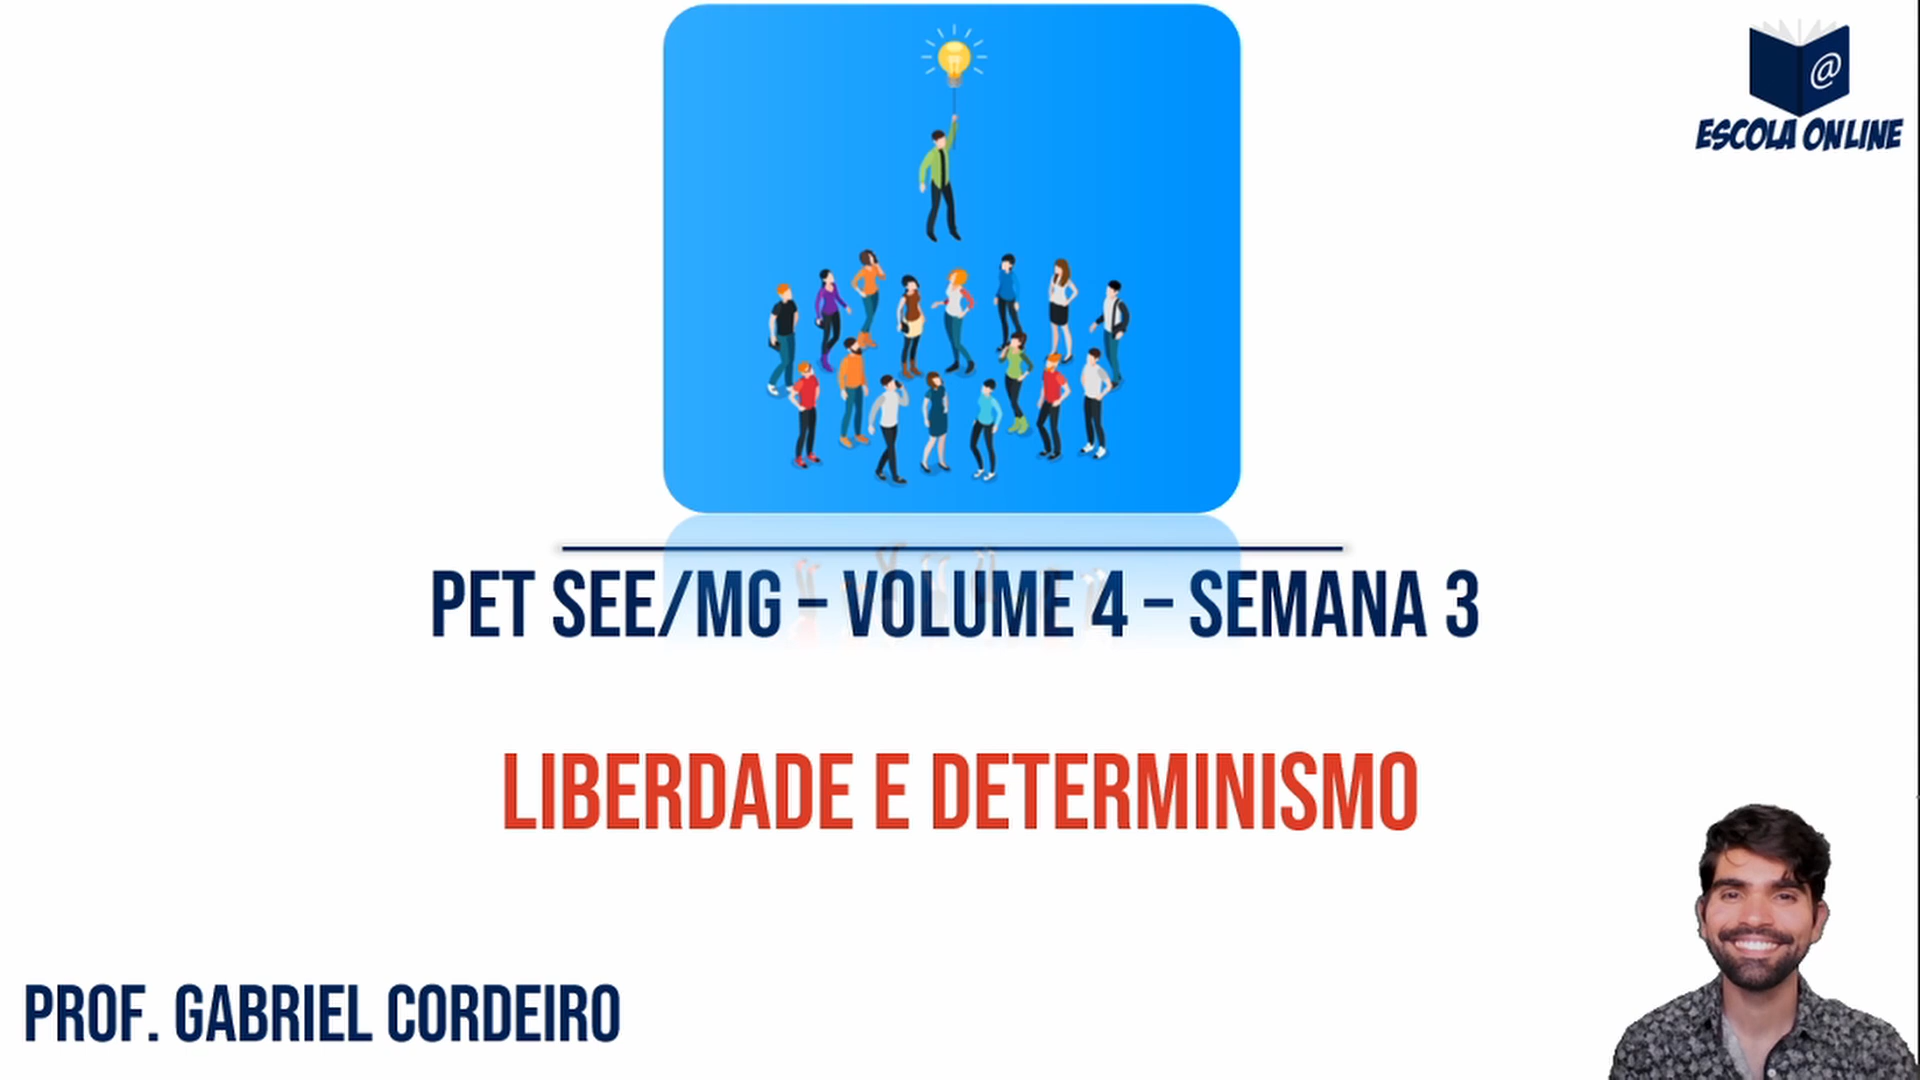 @
ESCOLA ONLINE
PET SEE/MG – VOLUME 4 – SEMANA 3
LIBERDADE E DETERMINISMO
PROF. GABRIEL CORDEIRO